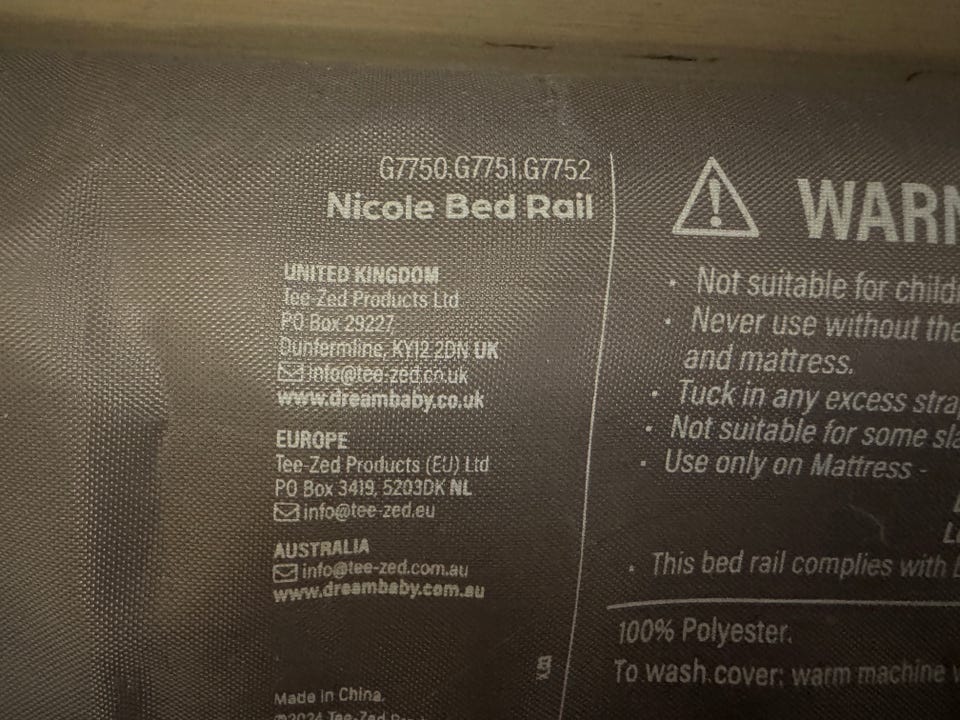 G7750.G7751.G7752
Nicole Bed Rail
UNITED KINGDOM
Tee-Zed Products Ltd
PO Box 29227,
Dunfermline, KY12 2DN UK
info@tee-zed.co.uk
www.dreambaby.co.uk
EUROPE
Tee-Zed Products (EU) Ltd
PO Box 3419, 5203DK NL
info@tee-zed.eu
AUSTRALIA
info@tee-zed.com.au
www.dreambaby.com.au
Made in China.
©2024 Tee-Zed
WARN
· Not suitable for child
· Never use without the
and mattress.
· Tuck in any excess stra
· Not suitable for some sl
· Use only on Mattress -
· This bed rail complies with
100% Polyester.
To wash cover: warm machine